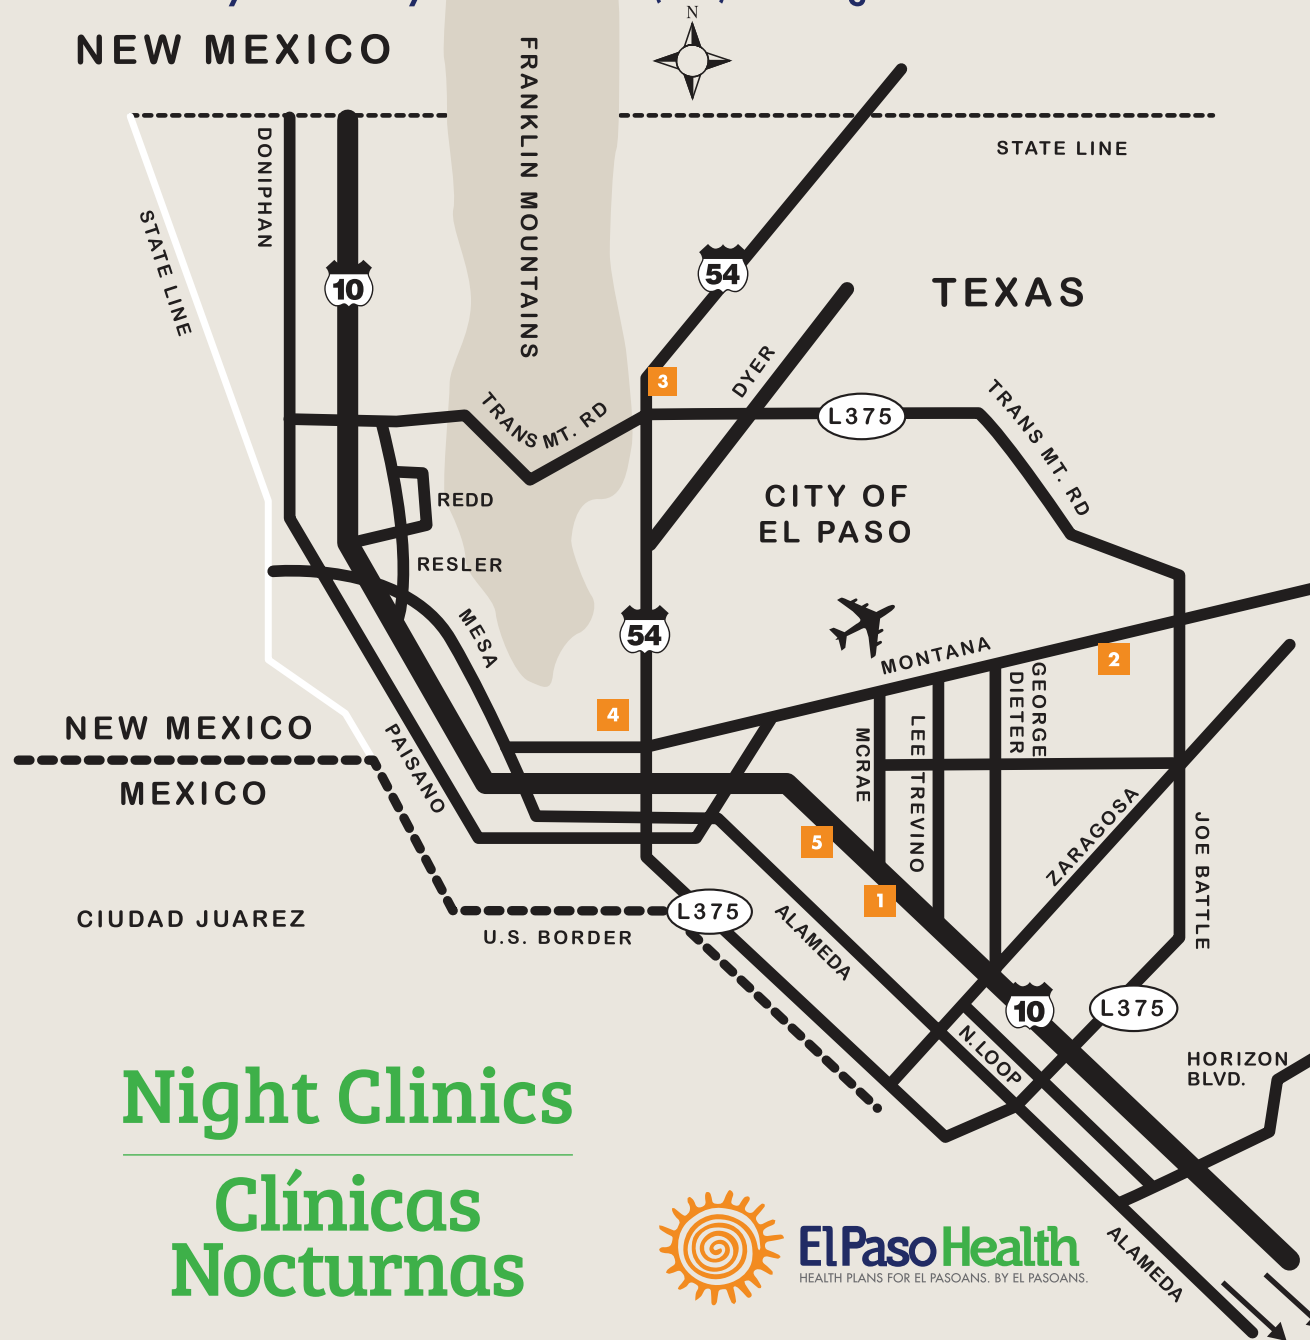 N
NEW MEXICO
FRANKLIN MOUNTAINS
STATE LINE
DONIPHAN
STATE LINE
10
54
TEXAS
3
DYER
TRANS MT. RD
L375
TRANS MT. RD
CITY OF
EL PASO
REDD
RESLER
MESA
54
MONTANA
2
GEORGE
DIETER
4
NEW MEXICO
MEXICO
PAISANO
MCRAE
LEE TREVINO
ZARAGOSA
JOE BATTLE
5
1
CIUDAD JUAREZ
U.S. BORDER
L375
ALAMEDA
10
L375
N. LOOP
HORIZON
BLVD.
Night Clinics
Clínicas
Nocturnas
El Paso Health
HEALTH PLANS FOR EL PASOANS. BY EL PASOANS.
ALAMEDA